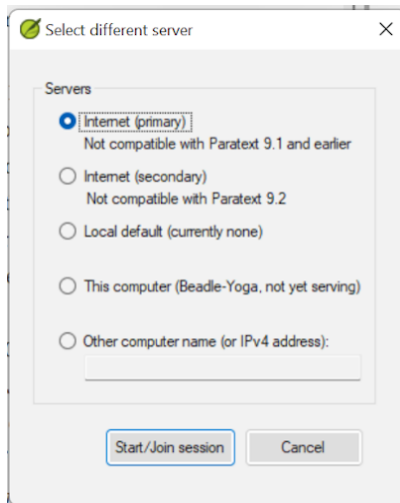 Select different server
Servers
Internet (primary)
Not compatible with Paratext 9.1 and earlier
Internet (secondary)
Not compatible with Paratext 9.2
Local default (currently none)
This computer (Beadle-Yoga, not yet serving)
Other computer name (or IPv4 address):
Start/Join session Cancel